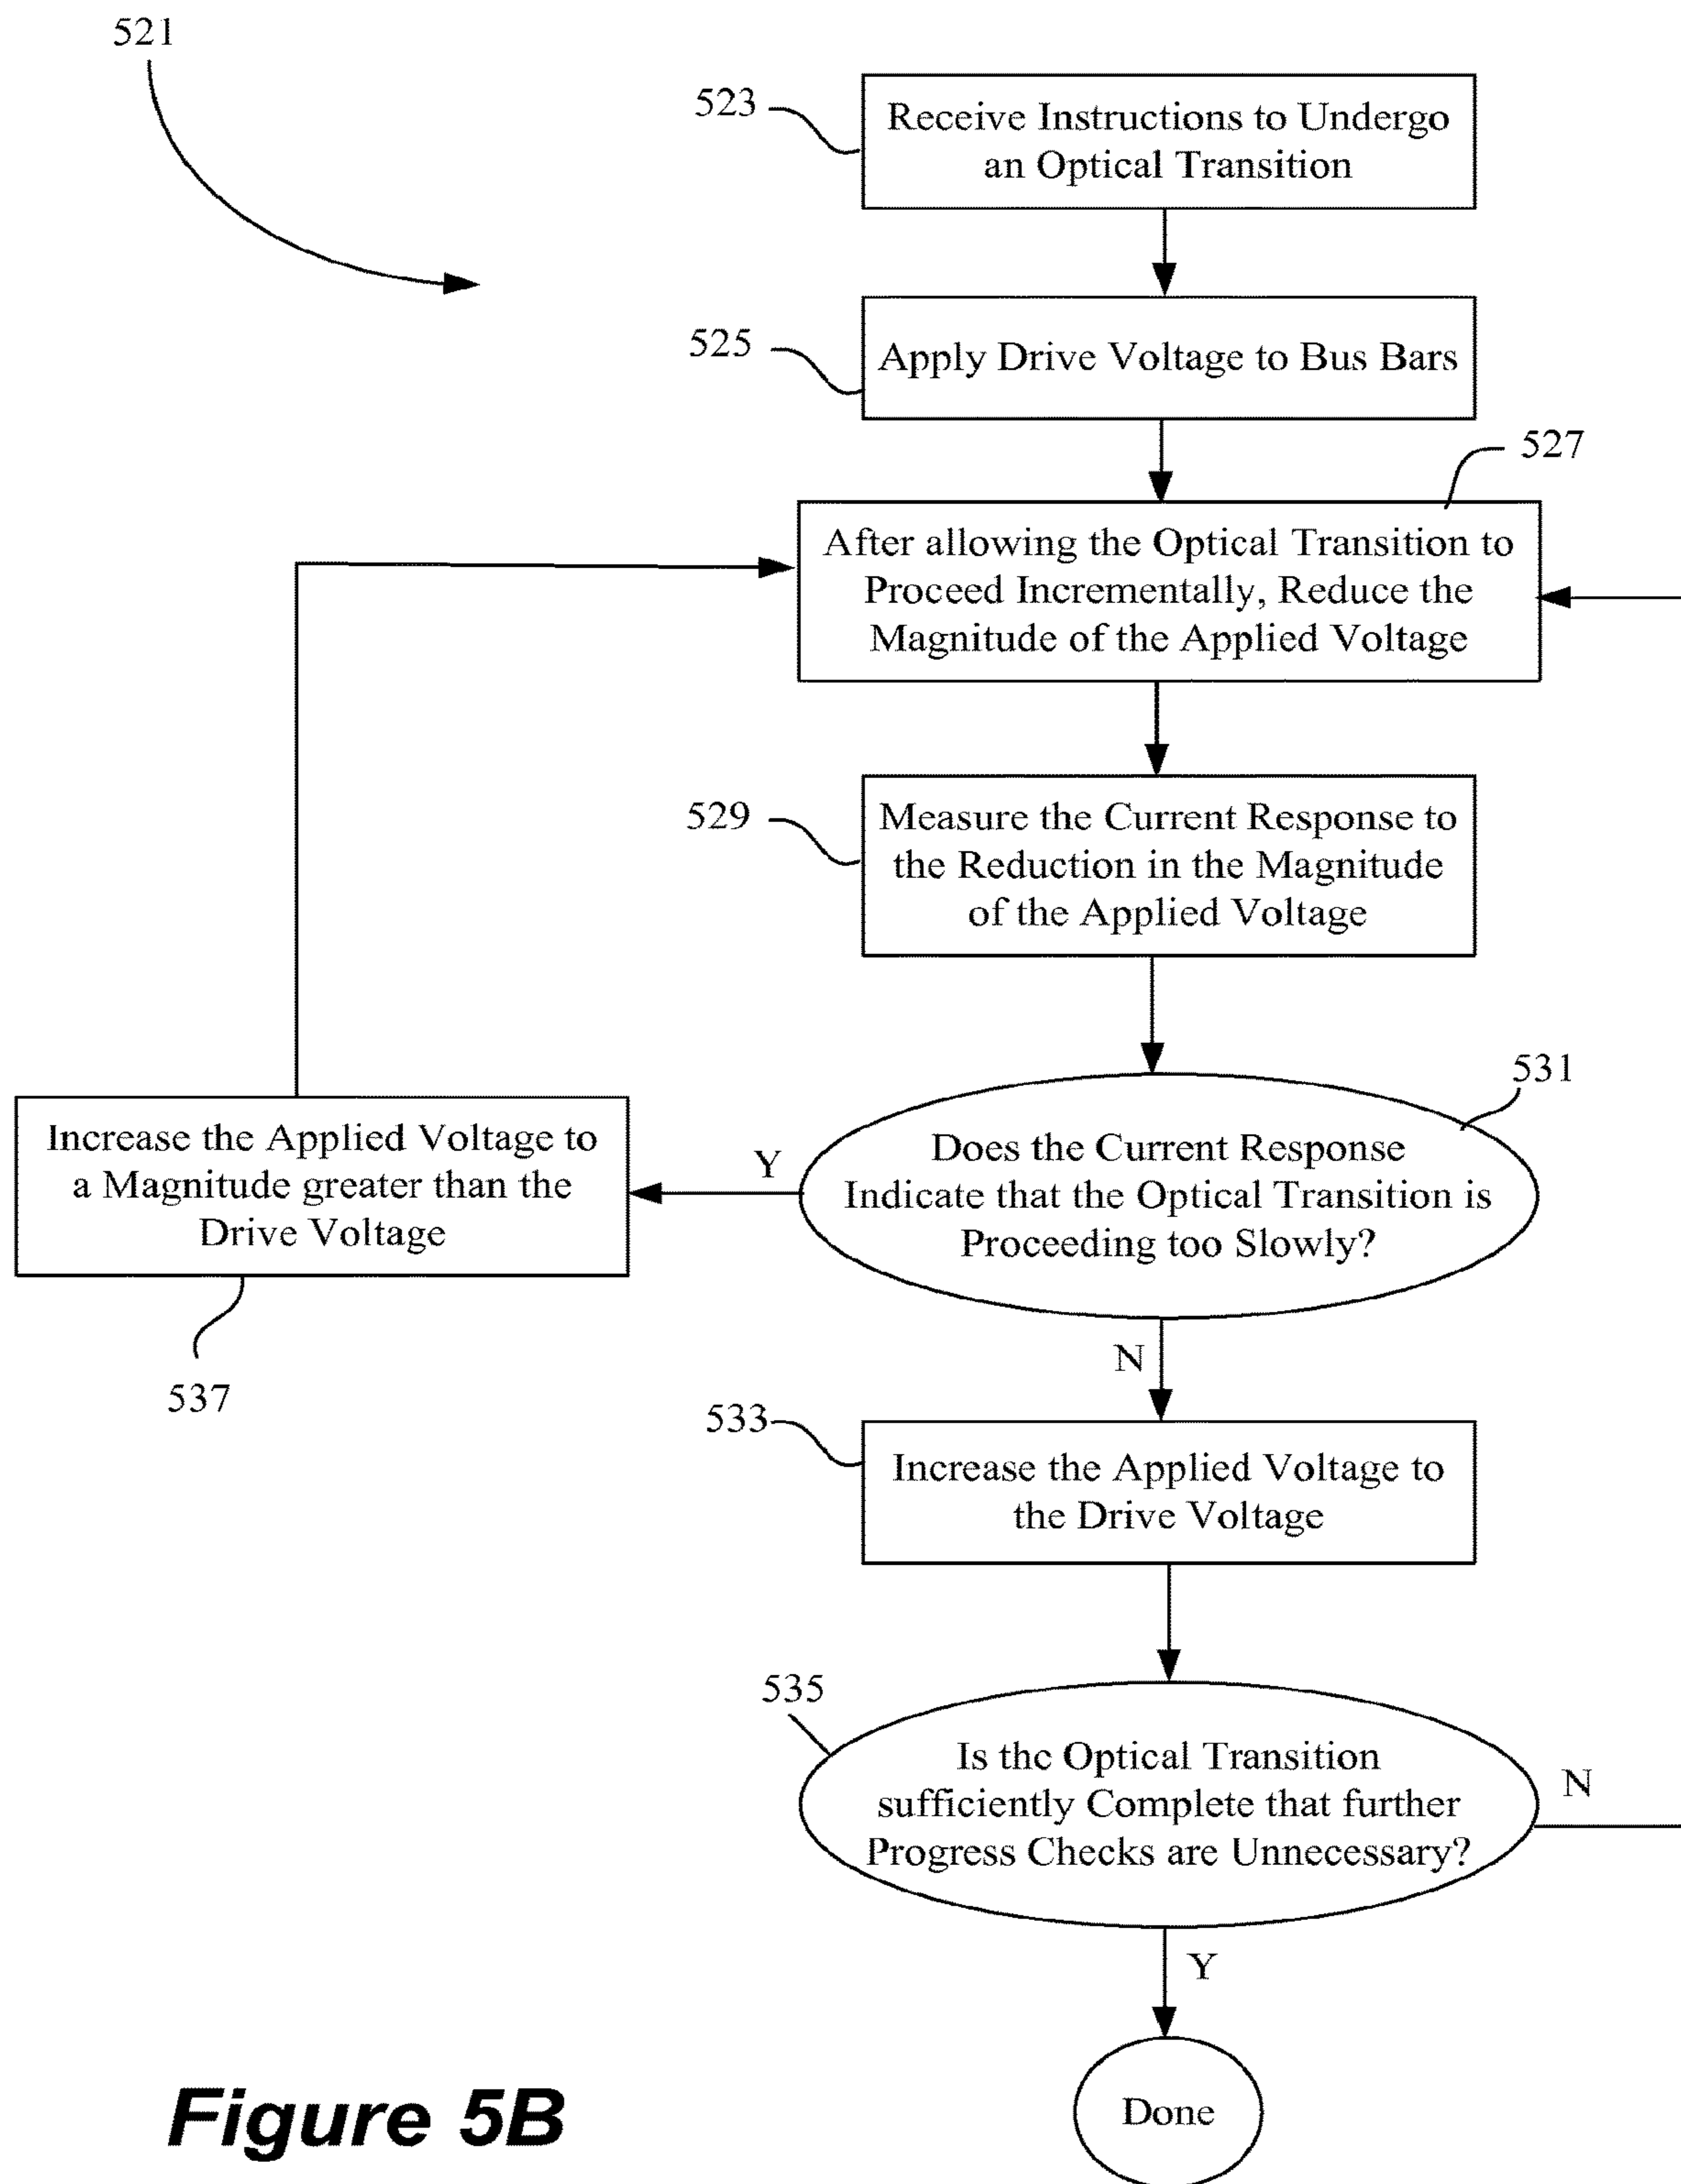 521
523
Receive Instructions to Undergo
an Optical Transition
525
Apply Drive Voltage to Bus Bars
527
After allowing the Optical Transition to
Proceed Incrementally, Reduce the
Magnitude of the Applied Voltage
529
Measure the Current Response to
the Reduction in the Magnitude
of the Applied Voltage
531
Does the Current Response
Indicate that the Optical Transition is
Proceeding too Slowly?
Y
Increase the Applied Voltage to
a Magnitude greater than the
Drive Voltage
537
N
533
Increase the Applied Voltage to
the Drive Voltage
535
Is the Optical Transition
sufficiently Complete that further
Progress Checks are Unnecessary?
N
Y
Done
Figure 5B